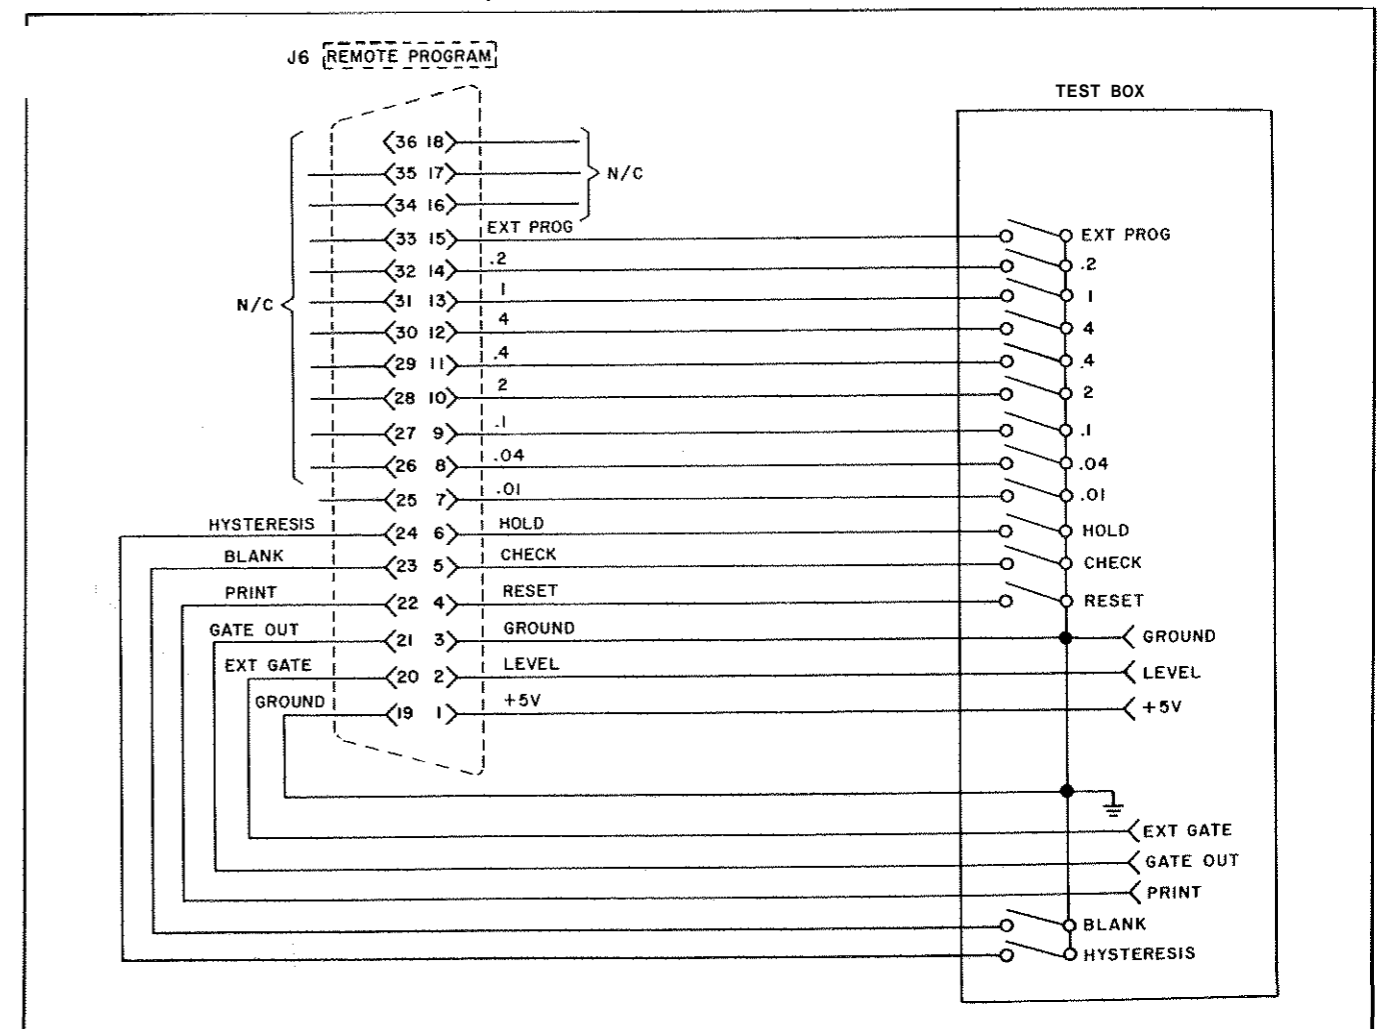 J6 REMOTE PROGRAM
TEST BOX
36 18
35 17 N/C
34 16
33 15 EXT PROG EXT PROG
32 14 .2 .2
N/C 31 13 1 1
30 12 4 4
29 11 .4 .4
28 10 2 2
27 9 .1 .1
26 8 .04 .04
25 7 .01 .01
HYSTERESIS 24 6 HOLD HOLD
BLANK 23 5 CHECK CHECK
PRINT 22 4 RESET RESET
GATE OUT 21 3 GROUND GROUND
EXT GATE 20 2 LEVEL LEVEL
GROUND 19 1 +5V +5V
EXT GATE
GATE OUT
PRINT
BLANK
HYSTERESIS